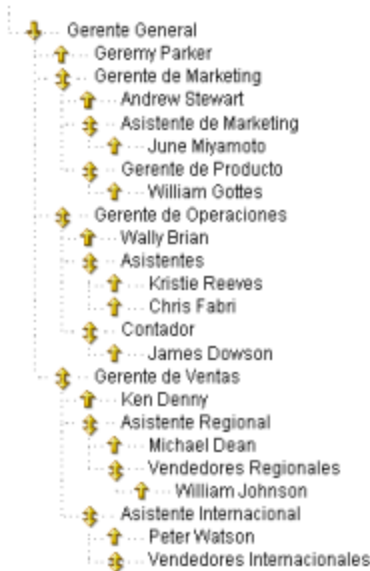 Gerente General
Geremy Parker
Gerente de Marketing
Andrew Stewart
Asistente de Marketing
June Miyamoto
Gerente de Producto
William Gottes
Gerente de Operaciones
Wally Brian
Asistentes
Kristie Reeves
Chris Fabri
Contador
James Dowson
Gerente de Ventas
Ken Denny
Asistente Regional
Michael Dean
Vendedores Regionales
William Johnson
Asistente Internacional
Peter Watson
Vendedores Internacionales